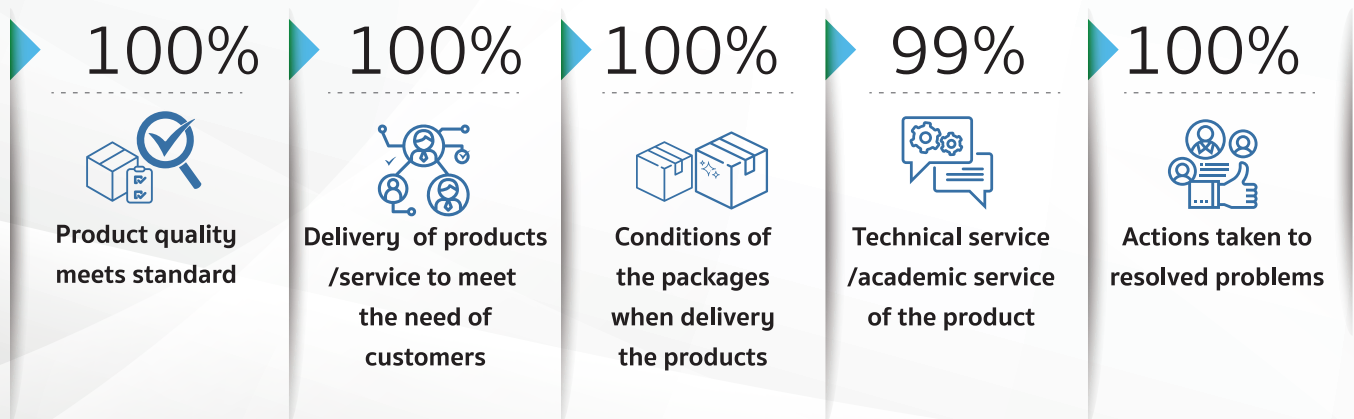 100%
Product quality
meets standard
100%
Delivery of products
/service to meet
the need of
customers
100%
Conditions of
the packages
when delivery
the products
99%
Technical service
/academic service
of the product
100%
Actions taken to
resolved problems